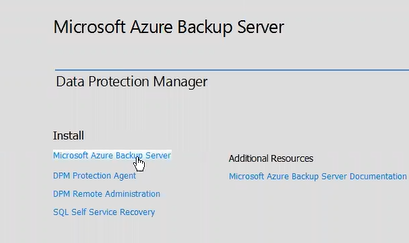 Microsoft Azure Backup Server
Data Protection Manager
Install
Microsoft Azure Backup Server
DPM Protection Agent
DPM Remote Administration
SQL Self Service Recovery
Additional Resources
Microsoft Azure Backup Server Documentation